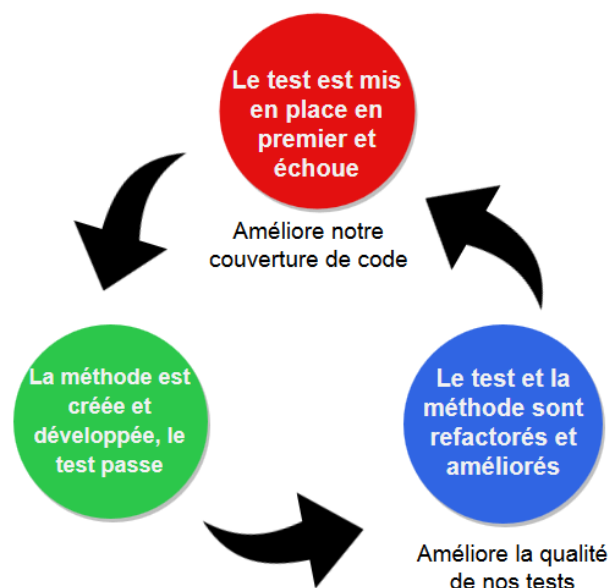 Le test est mis
en place en
premier et
échoue
Améliore notre
couverture de code
La méthode est
créée et
développée, le
test passe
Le test et la
méthode sont
refactorés et
améliorés
Améliore la qualité
de nos tests